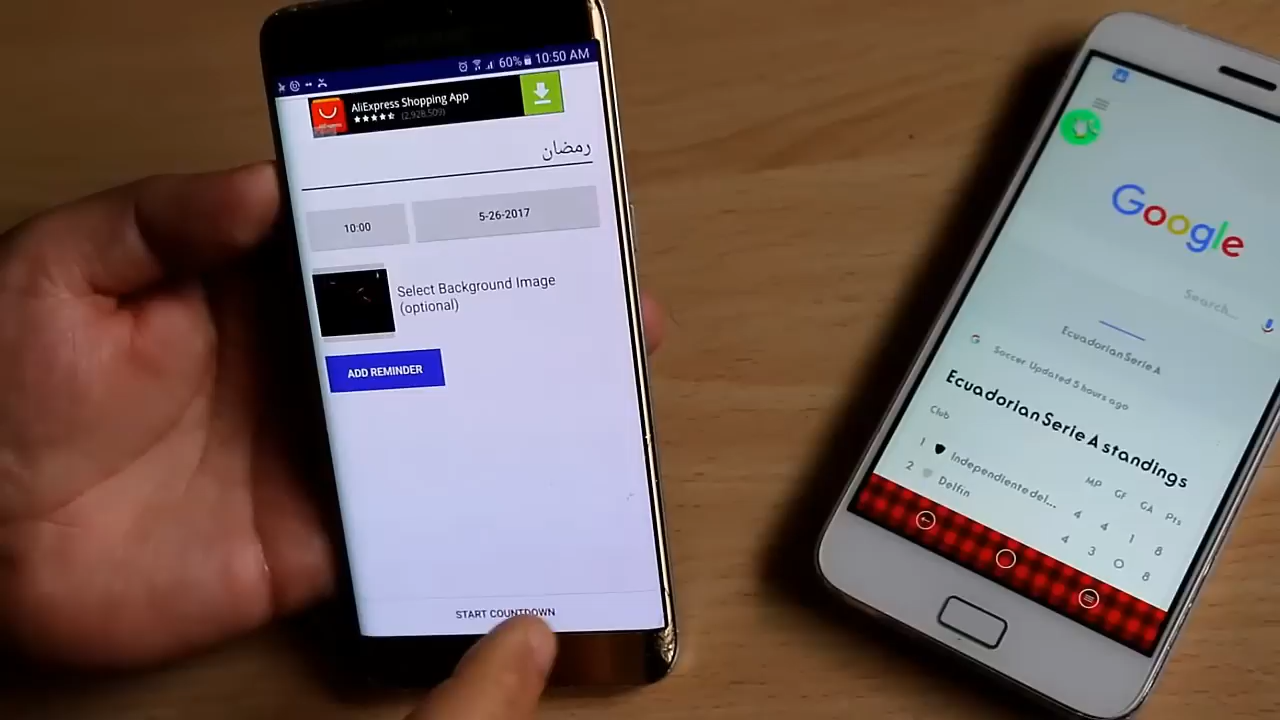 60% 10:50 AM
AliExpress Shopping App
(2,928,509)
رمضان
10:00
5-26-2017
Select Background Image
(optional)
ADD REMINDER
START COUNTDOWN
Google
Search...
Ecuadorian Serie A
Soccer Updated 5 hours ago
Ecuadorian Serie A standings
Club MP GF GA Pts
1 Independiente del... 4 4 1 8
2 Delfin 4 3 0 8